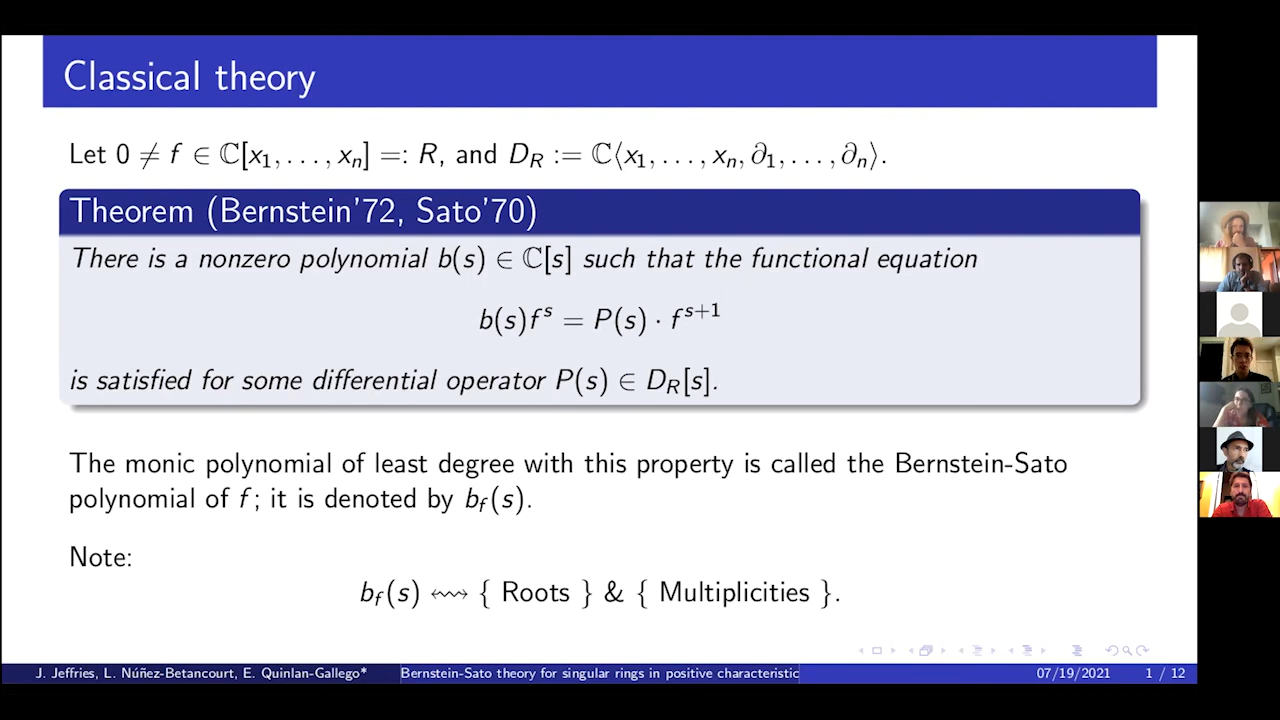 Classical theory
Let 0 ≠ f ∈ ℂ[x₁, . . . , xₙ] =: R, and D_R := ℂ⟨x₁, . . . , xₙ, ∂₁, . . . , ∂ₙ⟩.
Theorem (Bernstein'72, Sato'70)
There is a nonzero polynomial b(s) ∈ ℂ[s] such that the functional equation
b(s)f^s = P(s) · f^{s+1}
is satisfied for some differential operator P(s) ∈ D_R[s].
The monic polynomial of least degree with this property is called the Bernstein-Sato
polynomial of f; it is denoted by b_f(s).
Note:
b_f(s) ↭ { Roots } & { Multiplicities }.
J. Jeffries, L. Núñez-Betancourt, E. Quinlan-Gallego* Bernstein-Sato theory for singular rings in positive characteristic 07/19/2021 1 / 12